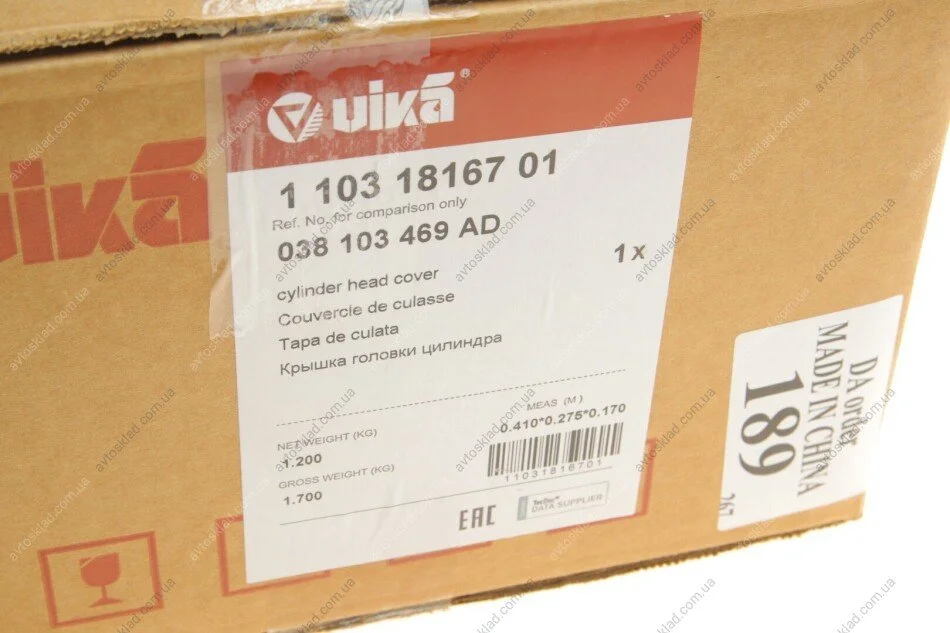 vika®
1 103 18167 01
Ref. No. for comparison only
038 103 469 AD
1 x
cylinder head cover
Couvercle de culasse
Tapa de culata
Крышка головки цилиндра
MEAS (M)
0.410*0.275*0.170
NET WEIGHT (KG)
1.200
GROSS WEIGHT (KG)
1.700
11031816701
EAC
TecDoc
DATA SUPPLIER
vika
DA order
MADE IN CHINA
189
267
avtosklad.com.ua